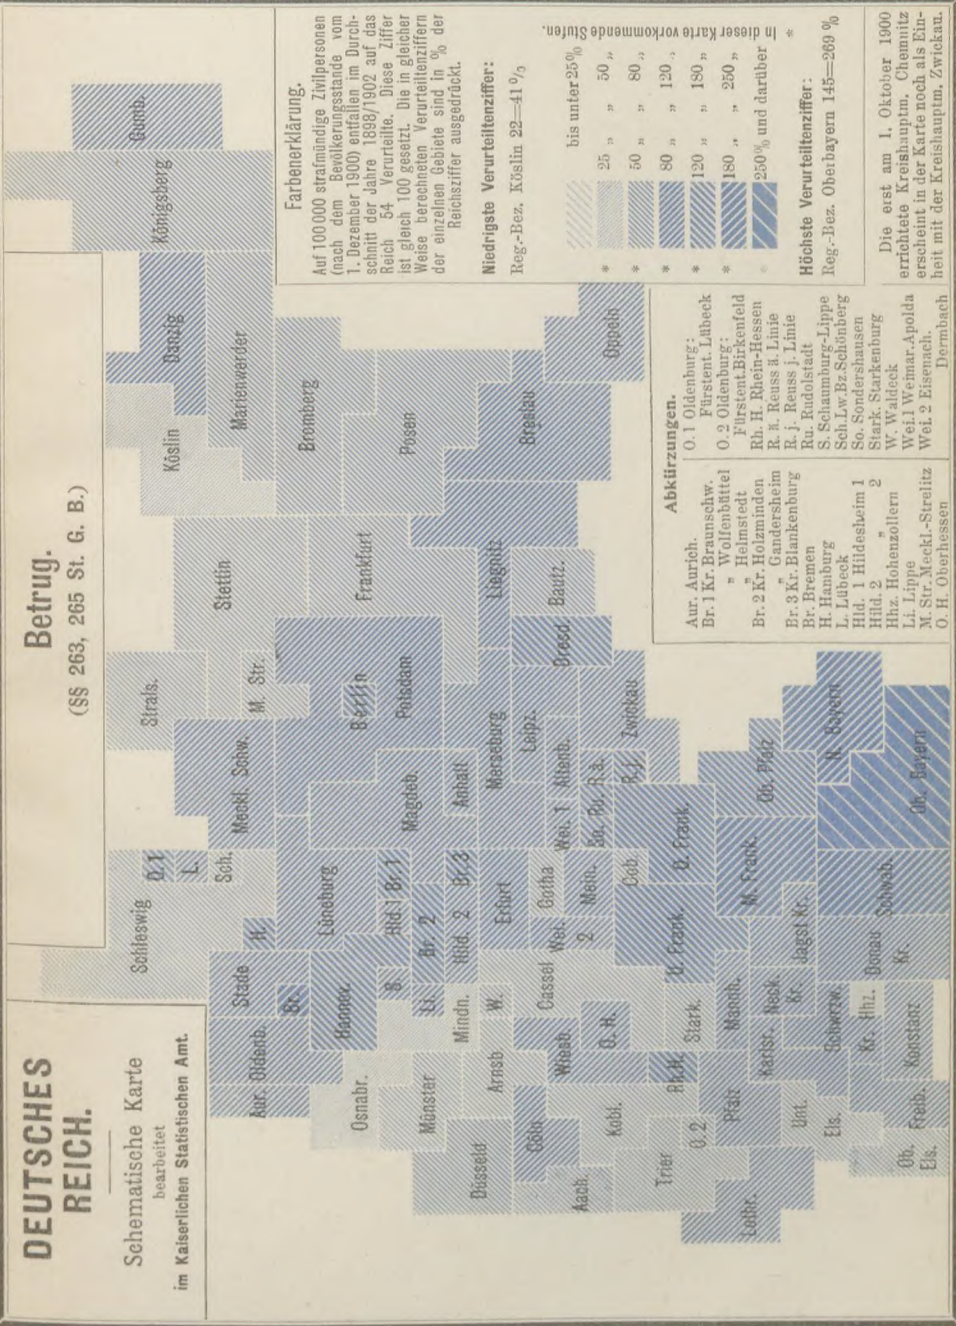 DEUTSCHES
REICH.
Schematische Karte
bearbeitet
im Kaiserlichen Statistischen Amt.
Betrug.
(§§ 263, 265 St. G. B.)
Gumb.
Königsberg
Danzig
Köslin
Marienwerder
Bromberg
Posen
Breslau
Oppeln
Stettin
Frankfurt
Liegnitz
Bautz.
Strals.
M. Str.
Berlin
Potsdam
Dresd
Meckl. Schw.
Magdeb.
Anhalt
Merseburg
Leipz.
Altenb.
Zwickau
R.ä.
R.j.
Ru.
So.
Wei. 1
Schleswig
O.1
L.
Sch.
H.
Lüneburg
Hld. 1
Br.1
Br. 2
Hild. 2
Br.3
Erfurt
Gotha
Wei.
2
Mein.
Cob.
O. Frank.
U. Frank.
M. Frank.
Ob. Pfalz
N. Bayern
Ob. Bayern
Schwab.
Stade
Br.
Oldenb.
Aur.
Hannov.
S.
Li.
Osnabr.
Mindn.
Münster
W.
Cassel
Arnsb.
Wiesb
O. H.
Stark.
Rh.H.
Düsseld
Cöln
Aach.
Kobl.
Trier
O.2
Pfalz
Lothr.
Mannh.
Karlsr.
Neck.
Kr.
Jagst Kr.
Donau
Kr.
Schwrzw.
Kr.
Hhz.
Konstanz
Freib.
Unt.
Els.
Ob.
Els.
Farbenerklärung.
Auf 100000 strafmündige Zivilpersonen
(nach dem Bevölkerungsstande vom
1. Dezember 1900) entfallen im Durch-
schnitt der Jahre 1898/1902 auf das
Reich 54 Verurteilte. Diese Ziffer
ist gleich 100 gesetzt. Die in gleicher
Weise berechneten Verurteiltenziffern
der einzelnen Gebiete sind in % der
Reichsziffer ausgedrückt.
Niedrigste Verurteiltenziffer:
Reg.-Bez. Köslin 22=41%
bis unter 25%
* 25 „ „ 50 „
* 50 „ „ 80 „
* 80 „ „ 120 „
* 120 „ „ 180 „
* 180 „ „ 250 „
* 250% und darüber
* In dieser Karte vorkommende Stufen.
Höchste Verurteiltenziffer:
Reg.-Bez. Oberbayern 145=269 %
Die erst am 1. Oktober 1900
errichtete Kreishauptm. Chemnitz
erscheint in der Karte noch als Ein-
heit mit der Kreishauptm. Zwickau.
Abkürzungen.
Aur. Aurich.
Br. 1 Kr. Braunschw.
„ Wolfenbüttel
„ Helmstedt
Br. 2 Kr. Holzminden
„ Gandersheim
Br. 3 Kr. Blankenburg
Br. Bremen
H. Hamburg
L. Lübeck
Hld. 1 Hildesheim 1
Hild. 2 „ 2
Hhz. Hohenzollern
Li. Lippe
M. Str. Meckl.-Strelitz
O. H. Oberhessen
O. 1 Oldenburg:
Fürstent. Lübeck
O. 2 Oldenburg:
Fürstent. Birkenfeld
Rh. H. Rhein-Hessen
R. ä. Reuss ä. Linie
R. j. Reuss j. Linie
Ru. Rudolstadt
S. Schaumburg-Lippe
Sch. Lw. Bz. Schönberg
So. Sondershausen
Stark. Starkenburg
W. Waldeck
Wei. 1 Weimar. Apolda
Wei. 2 Eisenach.
Dermbach